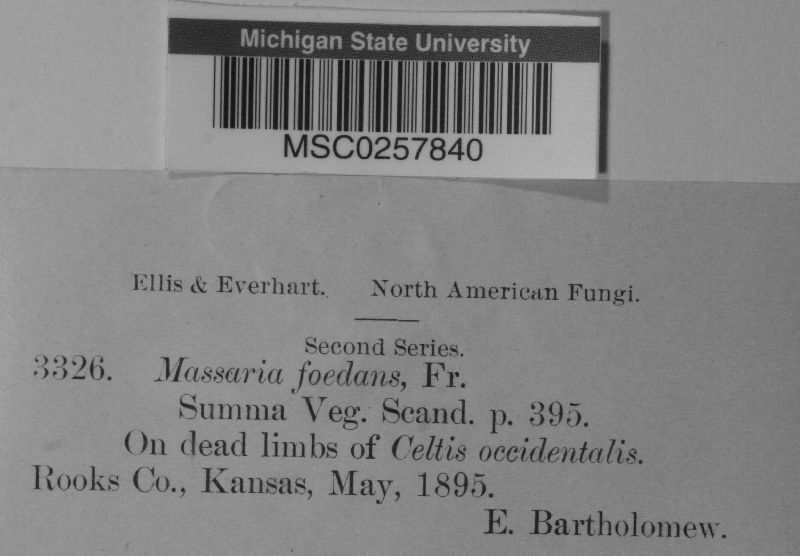 Michigan State University
MSC0257840
Ellis & Everhart. North American Fungi.
Second Series.
3326. Massaria foedans, Fr.
Summa Veg. Scand. p. 395.
On dead limbs of Celtis occidentalis.
Rooks Co., Kansas, May, 1895.
E. Bartholomew.